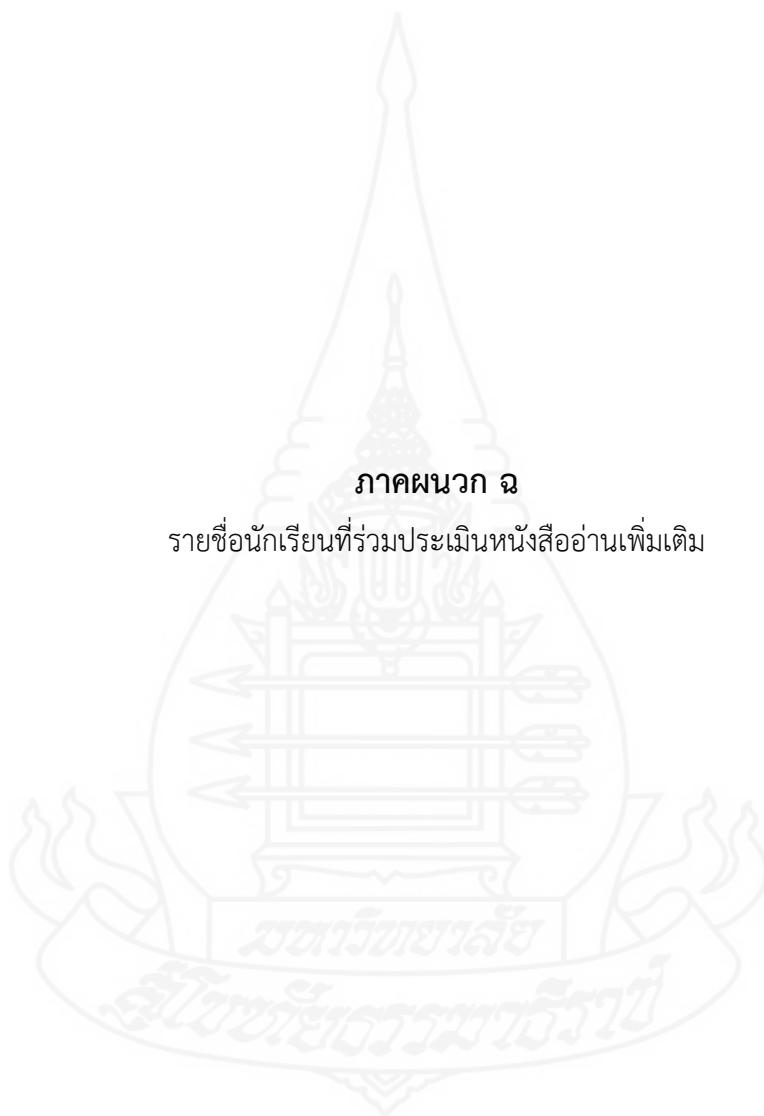 ภาคผนวก ฉ
รายชื่อนักเรียนที่ร่วมประเมินหนังสืออ่านเพิ่มเติม
มหาวิทยาลัย
สุโขทัยธรรมาธิราช